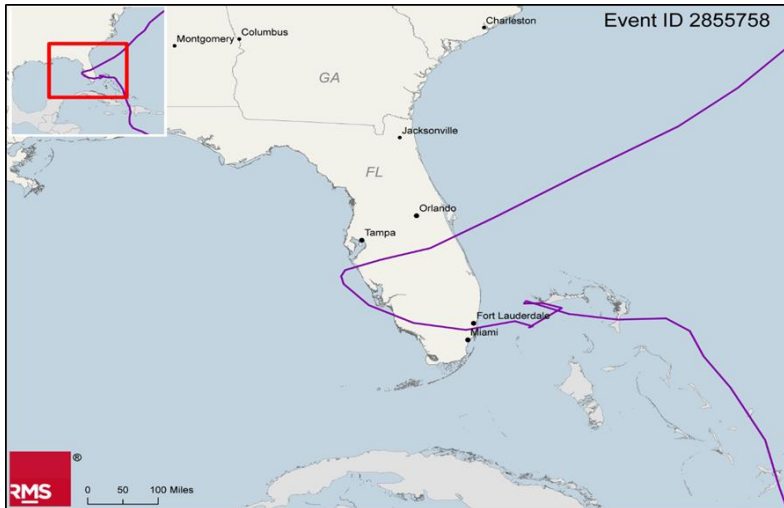 Event ID 2855758
Charleston
Montgomery
Columbus
GA
Jacksonville
FL
Orlando
Tampa
Fort Lauderdale
Miami
RMS
®
0 50 100 Miles